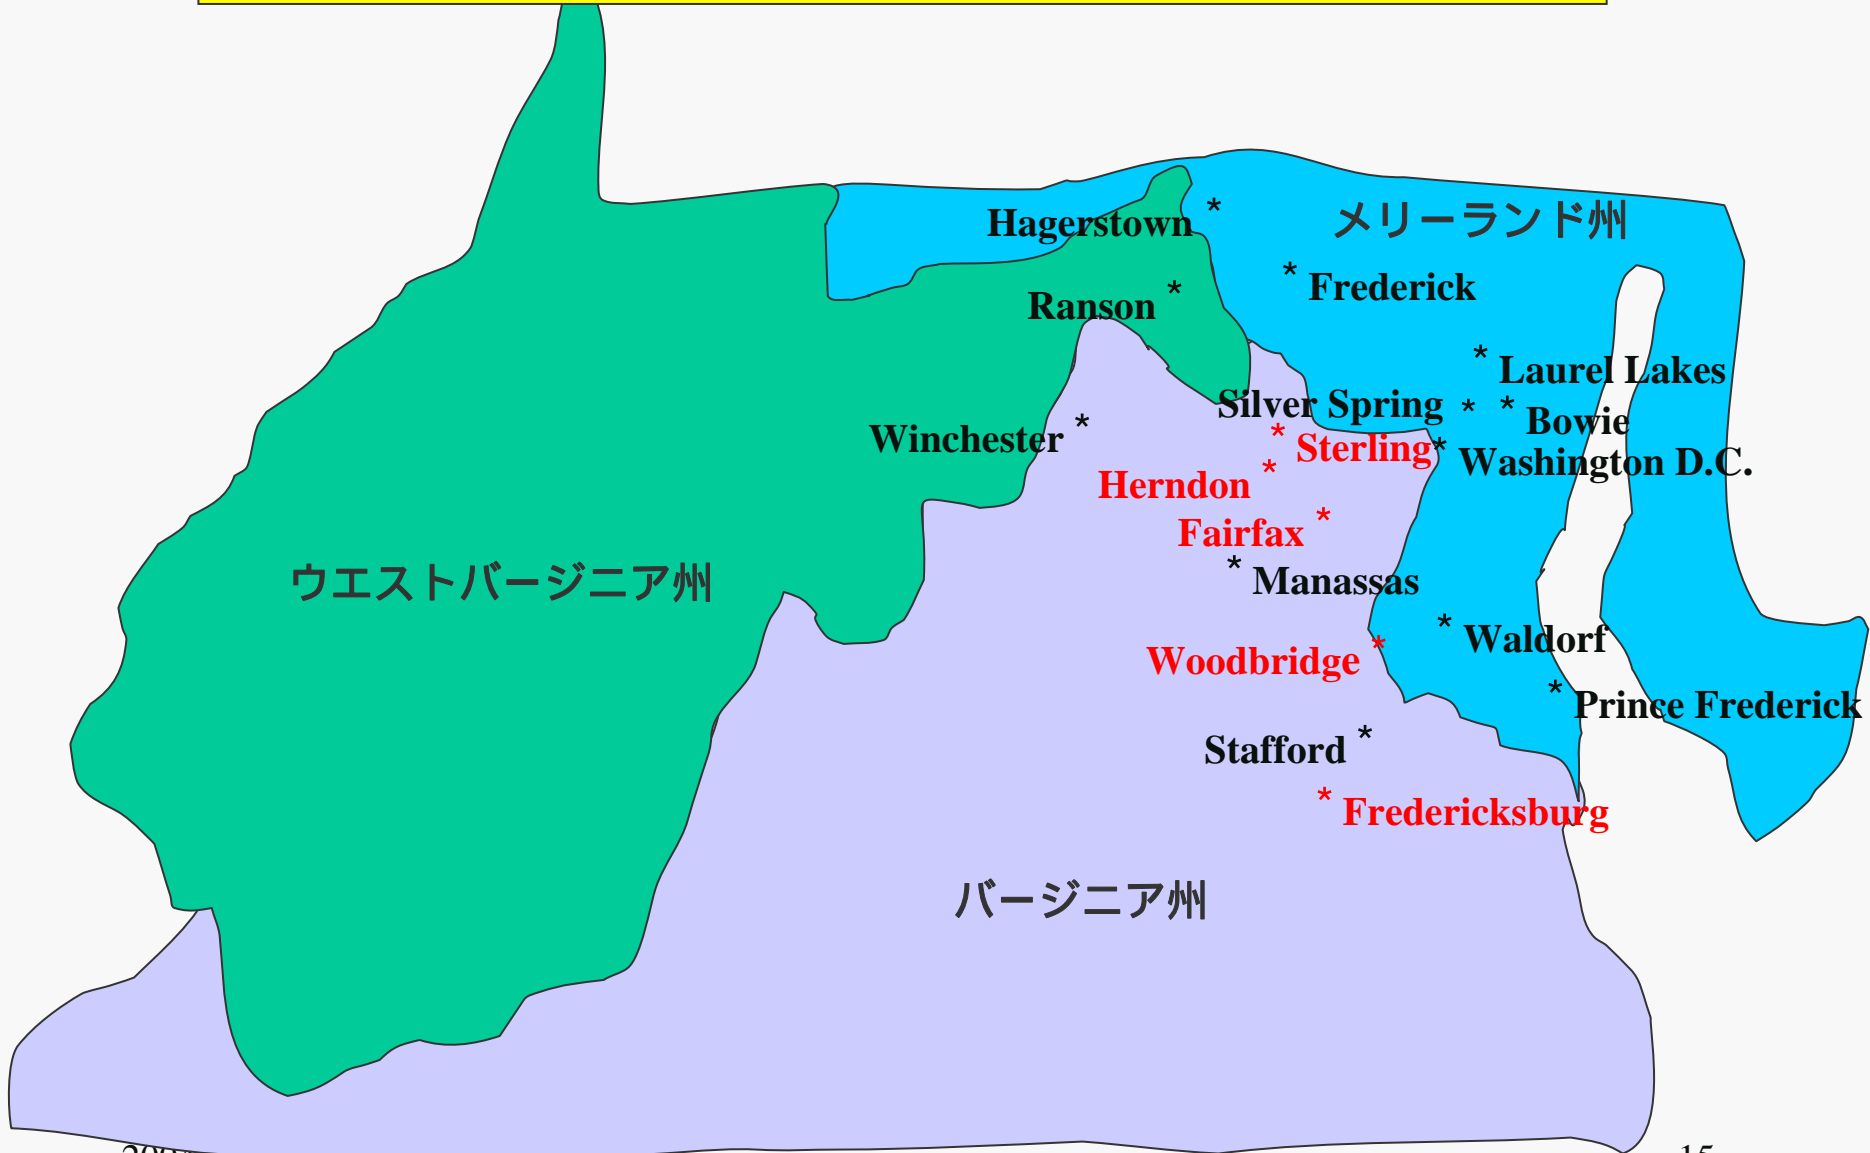 Hagerstown
メリーランド州
Frederick
Ranson
Laurel Lakes
Silver Spring
Bowie
Winchester
Sterling
Washington D.C.
Herndon
Fairfax
ウエストバージニア州
Manassas
Waldorf
Woodbridge
Prince Frederick
Stafford
Fredericksburg
バージニア州
15